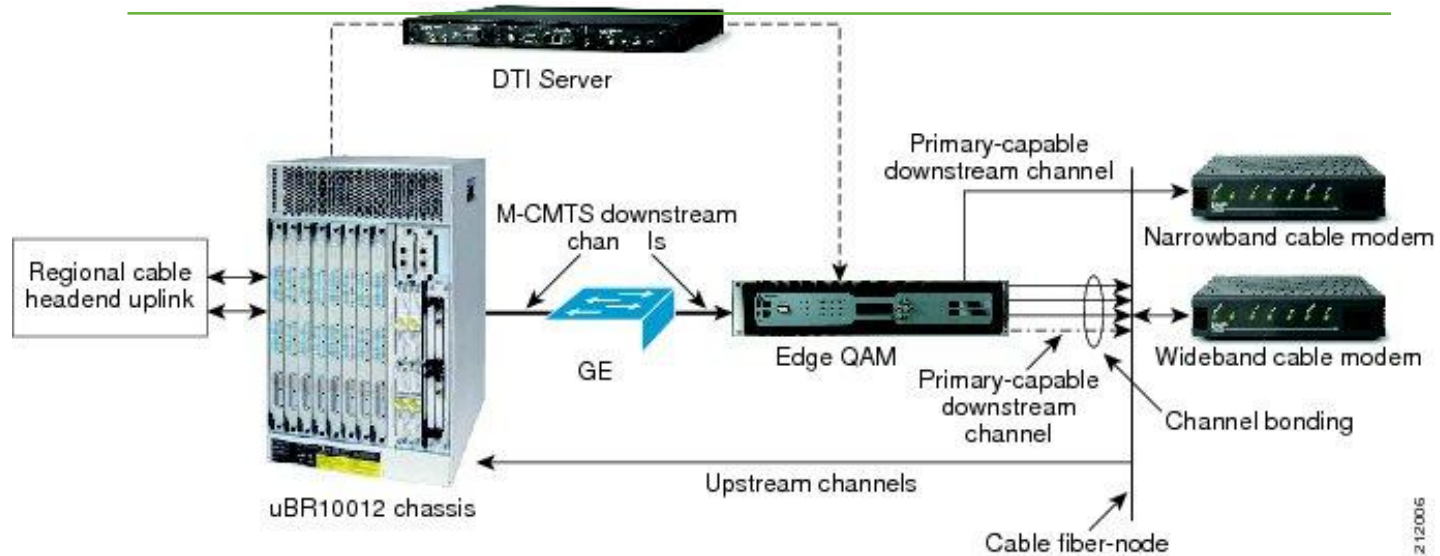 DTI Server
Primary-capable
downstream channel
M-CMTS downstream
chan ls
Narrowband cable modem
Regional cable
headend uplink
GE
Edge QAM
Wideband cable modem
Primary-capable
downstream
channel
Channel bonding
Upstream channels
uBR10012 chassis
Cable fiber-node
212006